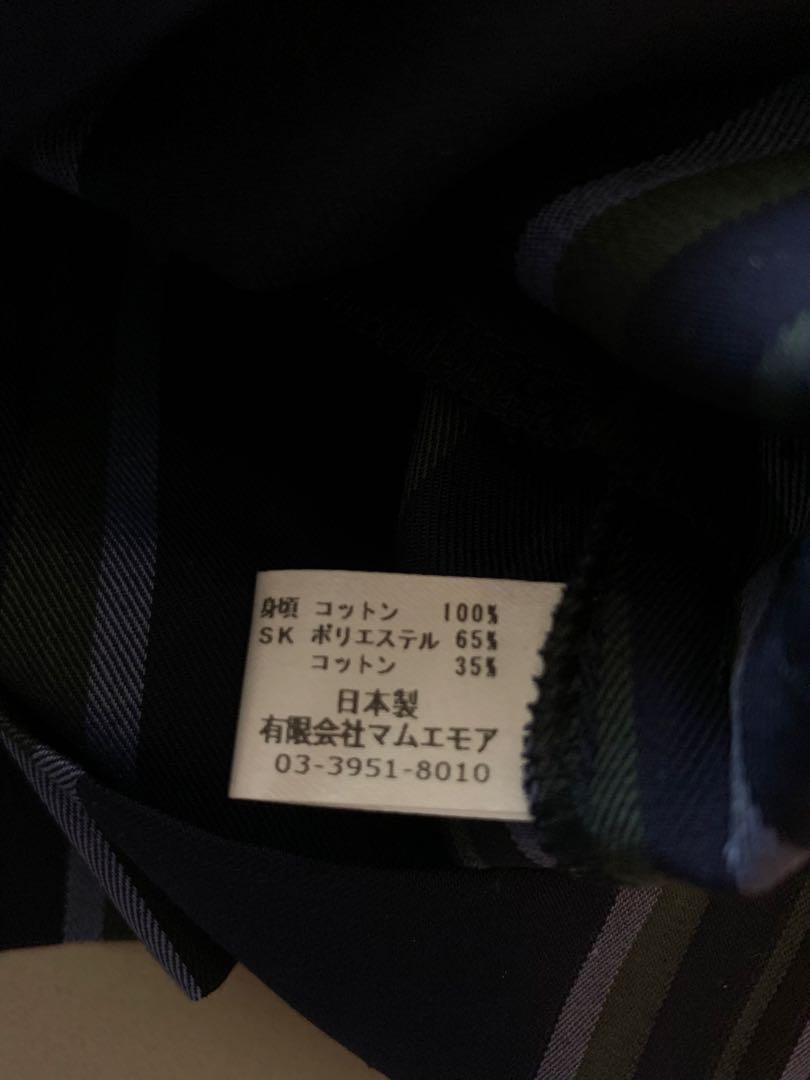 身頃 コットン 100%
SK ポリエステル 65%
コットン 35%
日本製
有限会社マムエモア
03-3951-8010